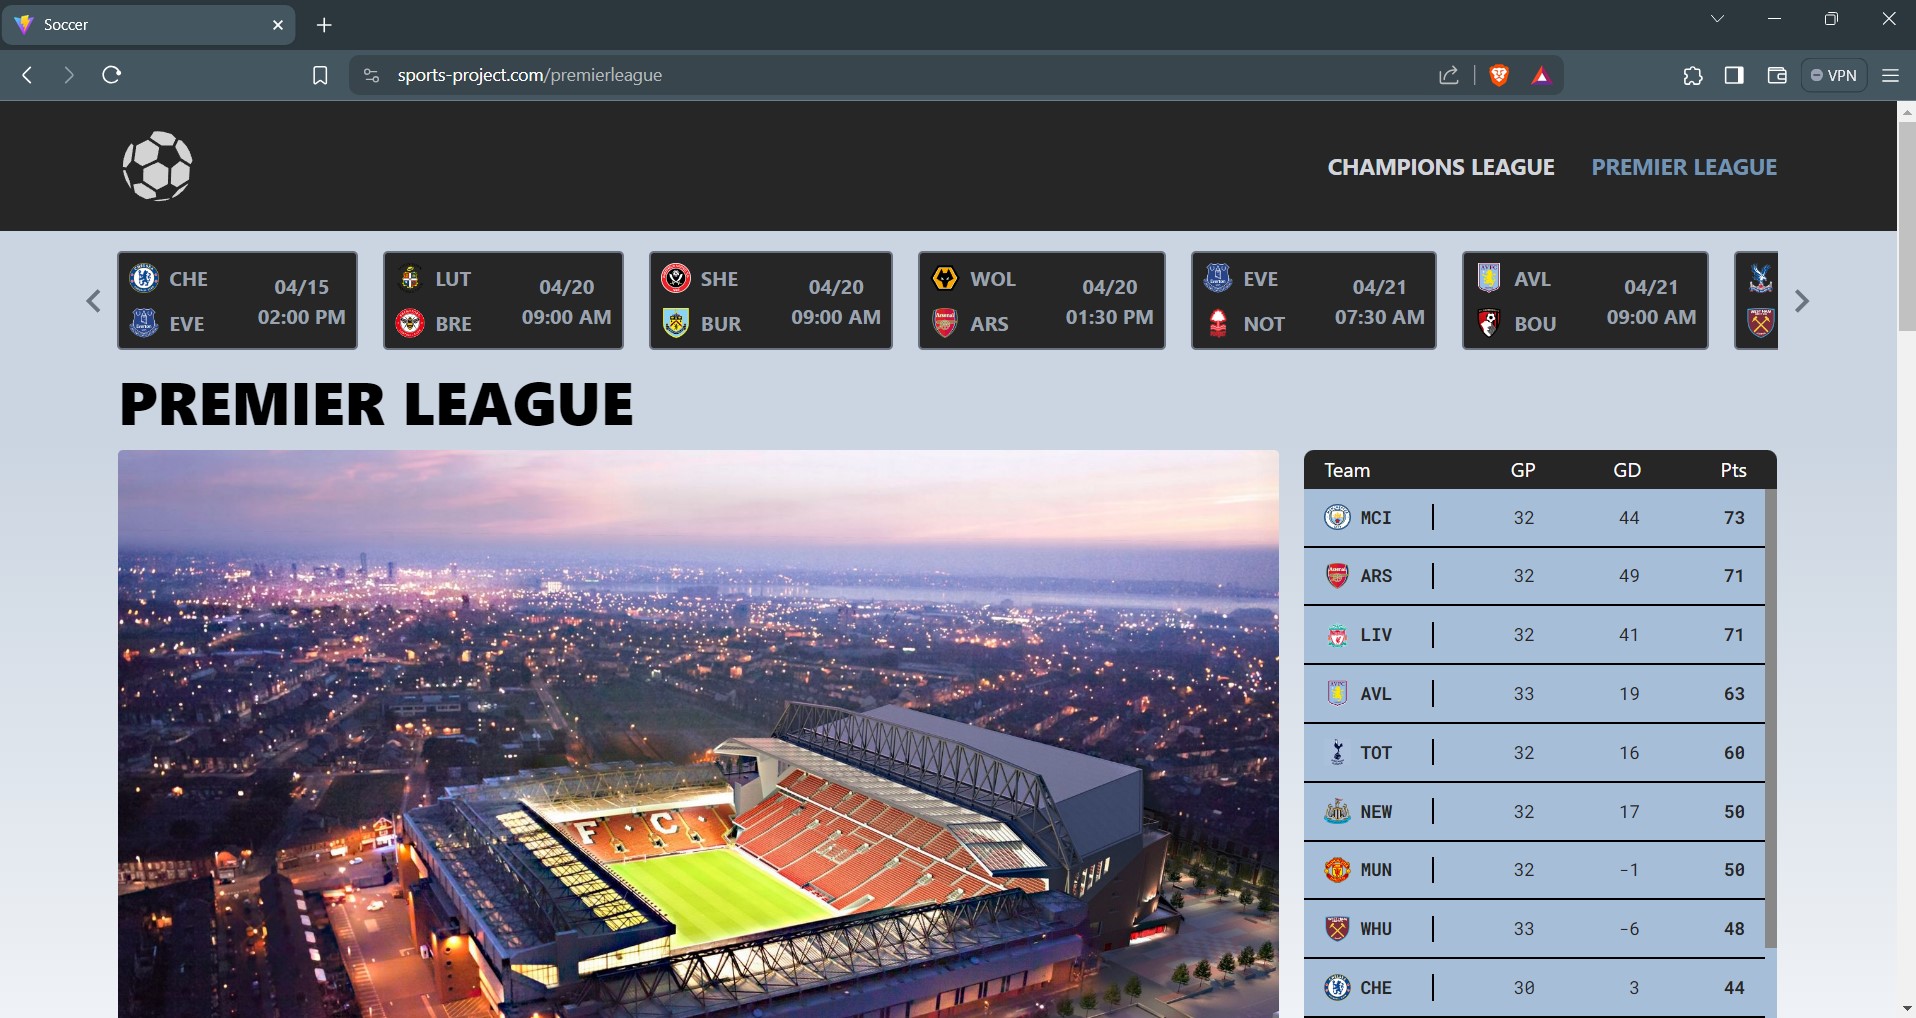 Soccer
sports-project.com/premierleague
VPN
CHAMPIONS LEAGUE PREMIER LEAGUE
CHE
EVE
04/15
02:00 PM
LUT
BRE
04/20
09:00 AM
SHE
BUR
04/20
09:00 AM
WOL
ARS
04/20
01:30 PM
EVE
NOT
04/21
07:30 AM
AVL
BOU
04/21
09:00 AM
PREMIER LEAGUE
F · C ·
Team GP GD Pts
MCI 32 44 73
ARS 32 49 71
LIV 32 41 71
AVL 33 19 63
TOT 32 16 60
NEW 32 17 50
MUN 32 -1 50
WHU 33 -6 48
CHE 30 3 44